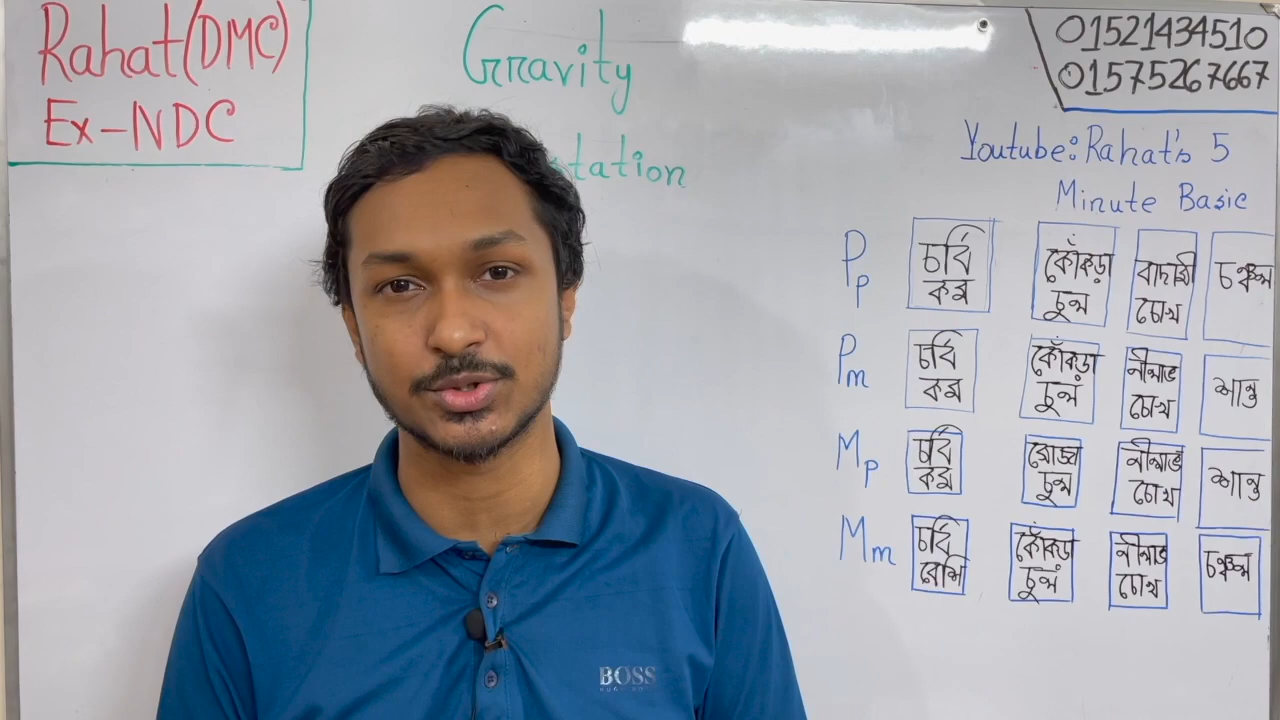 Rahat(DMC)
Ex-NDC
Gravity
tation
01521434510
01575267667
Youtube: Rahat's 5
Minute Basic
Pp চর্বি কম কোঁকড়া চুল বাদামী চোখ চঞ্চল
Pm চর্বি কম কোঁকড়া চুল নীলাভ চোখ শান্ত
Mp চর্বি কম সোজা চুল নীলাভ চোখ শান্ত
Mm চর্বি বেশি কোঁকড়া চুল নীলাভ চোখ চঞ্চল
BOSS